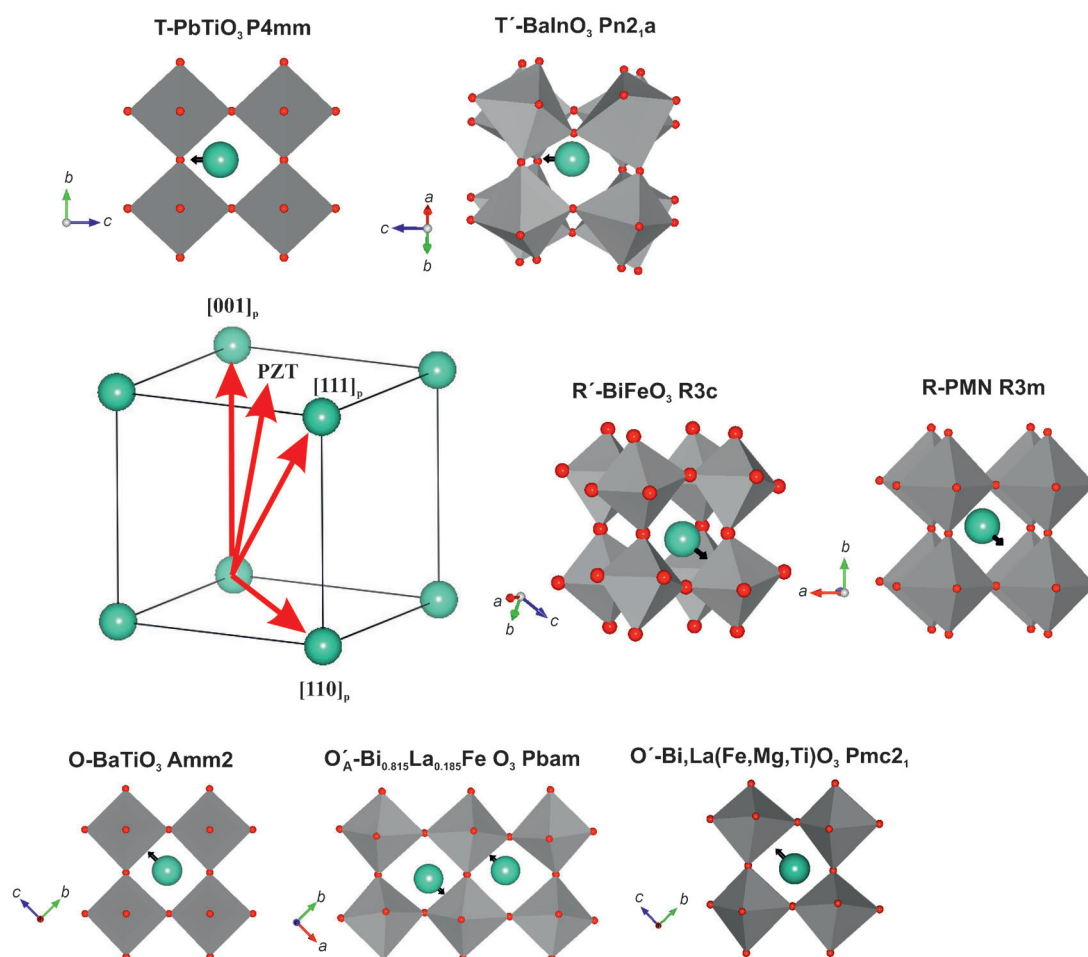 T-PbTiO₃ P4mm
T´-BaInO₃ Pn2₁a
b
c
a
c
b
[001]ₚ
PZT
[111]ₚ
[110]ₚ
R´-BiFeO₃ R3c
R-PMN R3m
a
b
c
b
a
O-BaTiO₃ Amm2
O´A-Bi₀.₈₁₅La₀.₁₈₅Fe O₃ Pbam
O´-Bi,La(Fe,Mg,Ti)O₃ Pmc2₁
c
b
b
a
c
b